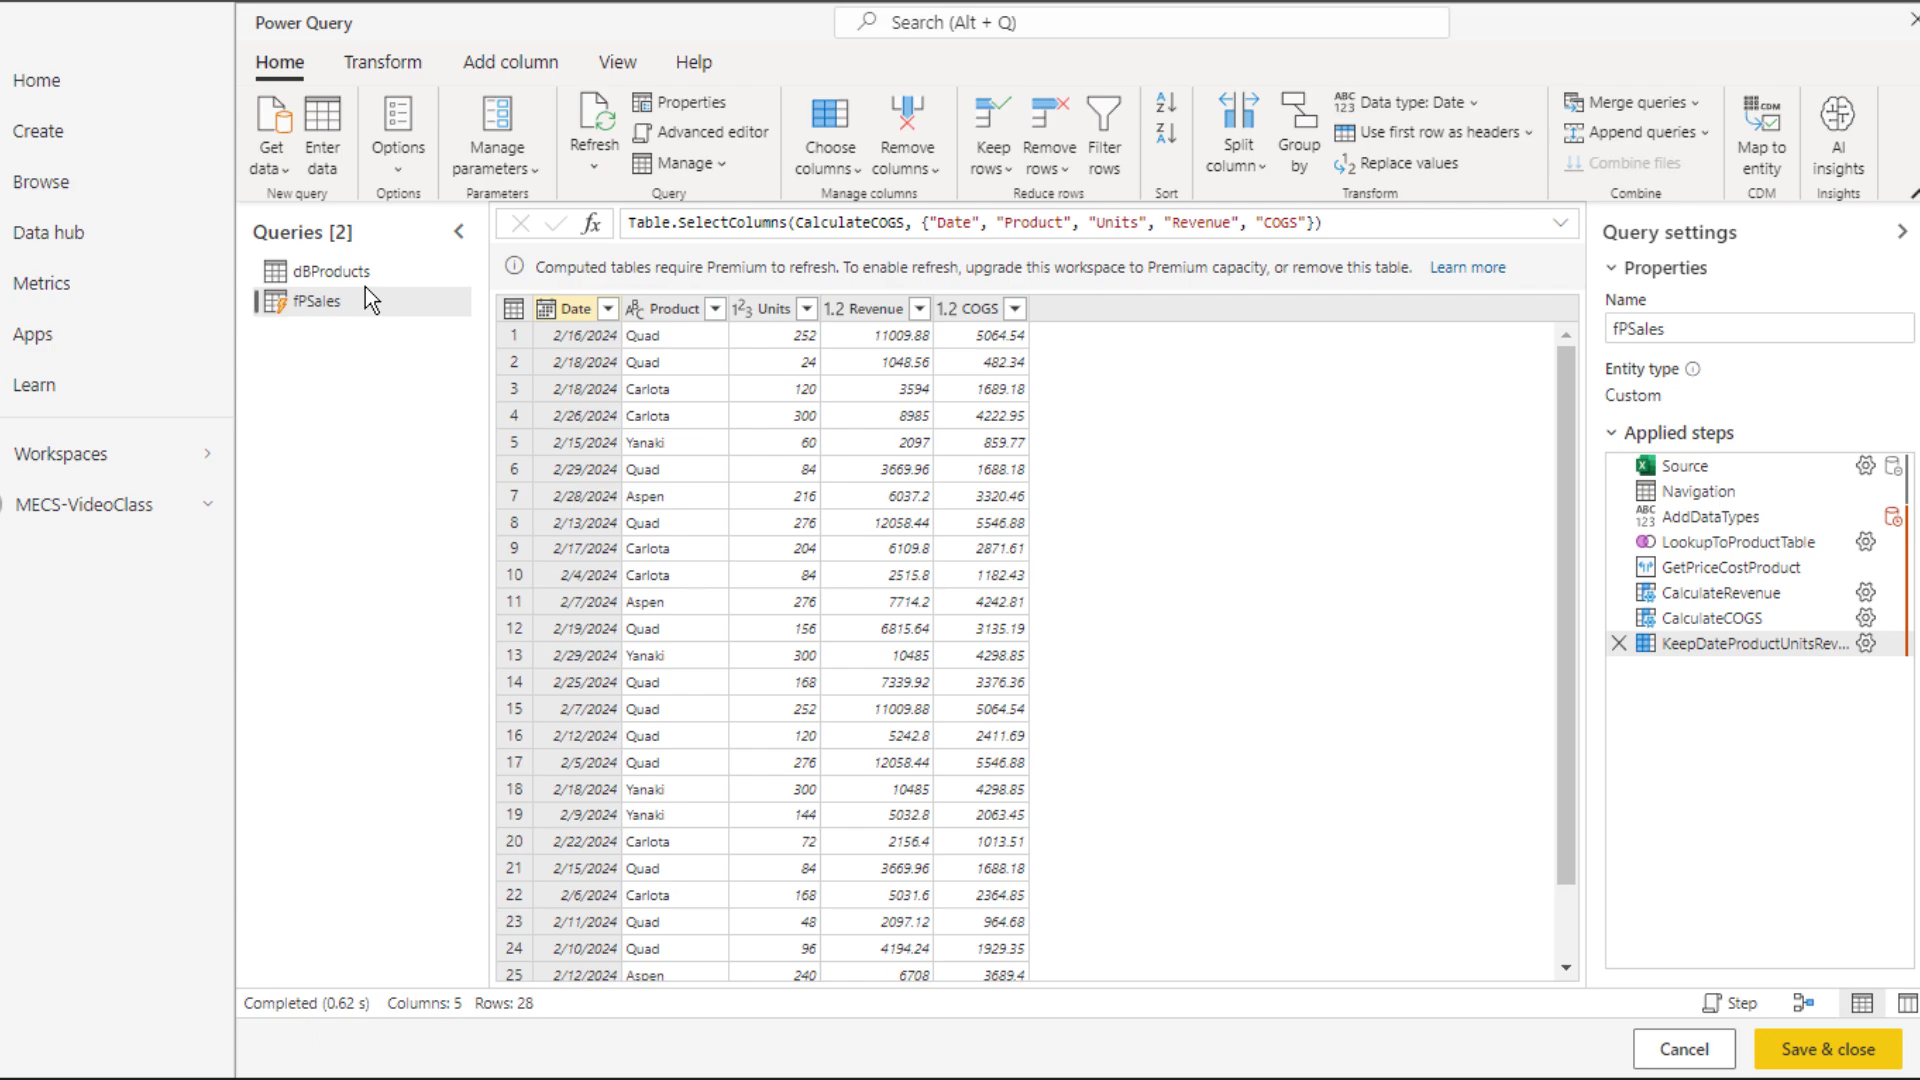 Power Query
Search (Alt + Q)
Home Transform Add column View Help
Home
Create
Browse
Data hub
Metrics
Apps
Learn
Workspaces
MECS-VideoClass
Get data
Enter data
New query
Options
Options
Manage parameters
Parameters
Refresh
Properties
Advanced editor
Manage
Query
Choose columns
Remove columns
Manage columns
Keep rows
Remove rows
Filter rows
Reduce rows
Sort
Split column
Group by
Data type: Date
Use first row as headers
Replace values
Transform
Merge queries
Append queries
Combine files
Combine
Map to entity
CDM
AI insights
Insights
Queries [2]
dBProducts
fPSales
fx Table.SelectColumns(CalculateCOGS, {"Date", "Product", "Units", "Revenue", "COGS"})
Computed tables require Premium to refresh. To enable refresh, upgrade this workspace to Premium capacity, or remove this table. Learn more
Date Product Units Revenue COGS
1 2/16/2024 Quad 252 11009.88 5064.54
2 2/18/2024 Quad 24 1048.56 482.34
3 2/18/2024 Carlota 120 3594 1689.18
4 2/26/2024 Carlota 300 8985 4222.95
5 2/15/2024 Yanaki 60 2097 859.77
6 2/29/2024 Quad 84 3669.96 1688.18
7 2/28/2024 Aspen 216 6037.2 3320.46
8 2/13/2024 Quad 276 12058.44 5546.88
9 2/17/2024 Carlota 204 6109.8 2871.61
10 2/4/2024 Carlota 84 2515.8 1182.43
11 2/7/2024 Aspen 276 7714.2 4242.81
12 2/19/2024 Quad 156 6815.64 3135.19
13 2/29/2024 Yanaki 300 10485 4298.85
14 2/25/2024 Quad 168 7339.92 3376.36
15 2/7/2024 Quad 252 11009.88 5064.54
16 2/12/2024 Quad 120 5242.8 2411.69
17 2/5/2024 Quad 276 12058.44 5546.88
18 2/18/2024 Yanaki 300 10485 4298.85
19 2/9/2024 Yanaki 144 5032.8 2063.45
20 2/22/2024 Carlota 72 2156.4 1013.51
21 2/15/2024 Quad 84 3669.96 1688.18
22 2/6/2024 Carlota 168 5031.6 2364.85
23 2/11/2024 Quad 48 2097.12 964.68
24 2/10/2024 Quad 96 4194.24 1929.35
25 2/12/2024 Aspen 240 6708 3689.4
Query settings
Properties
Name
fPSales
Entity type
Custom
Applied steps
Source
Navigation
AddDataTypes
LookupToProductTable
GetPriceCostProduct
CalculateRevenue
CalculateCOGS
KeepDateProductUnitsRev...
Completed (0.62 s) Columns: 5 Rows: 28
Step
Cancel
Save & close